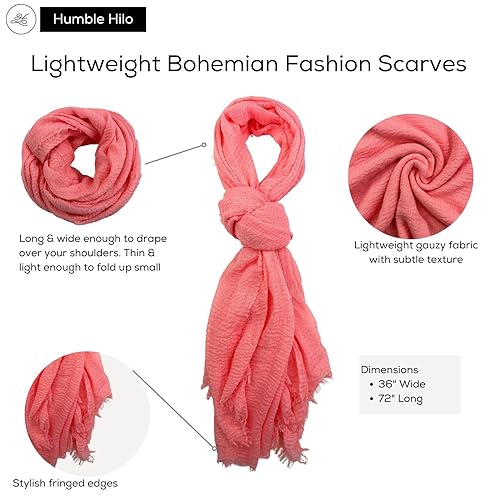 Humble Hilo
Lightweight Bohemian Fashion Scarves
Long & wide enough to drape
over your shoulders. Thin &
light enough to fold up small
Lightweight gauzy fabric
with subtle texture
Dimensions
• 36" Wide
• 72" Long
Stylish fringed edges